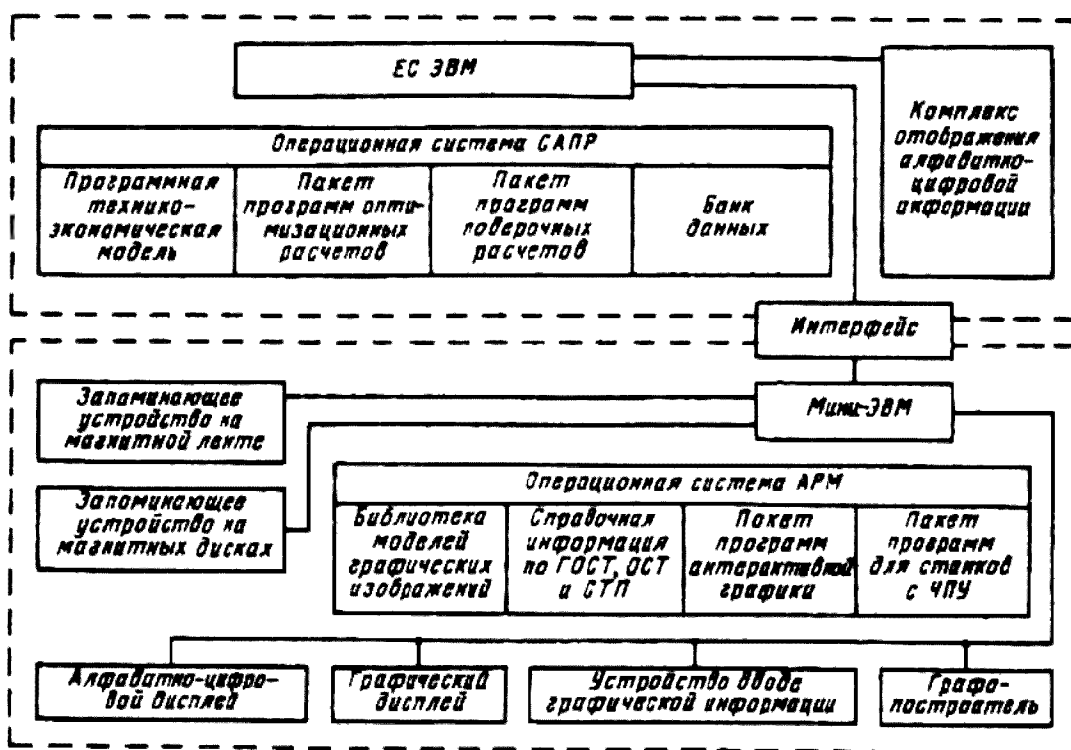 ЕС ЭВМ
Комплекс
отображения
алфавитно-
цифровой
информации
Операционная система САПР
Программная
технико-
экономическая
модель
Пакет
программ опти-
мизационных
расчетов
Пакет
программ
поверочных
расчетов
Банк
данных
Интерфейс
Мини-ЭВМ
Запоминающее
устройство на
магнитной ленте
Запоминающее
устройство на
магнитных дисках
Операционная система АРМ
Библиотека
моделей
графических
изображений
Справочная
информация
по ГОСТ, ОСТ
и СТП
Пакет
программ
интерактивной
графики
Пакет
программ
для станков
с ЧПУ
Алфавитно-цифро-
вой дисплей
Графический
дисплей
Устройство ввода
графической информации
Графо-
построитель